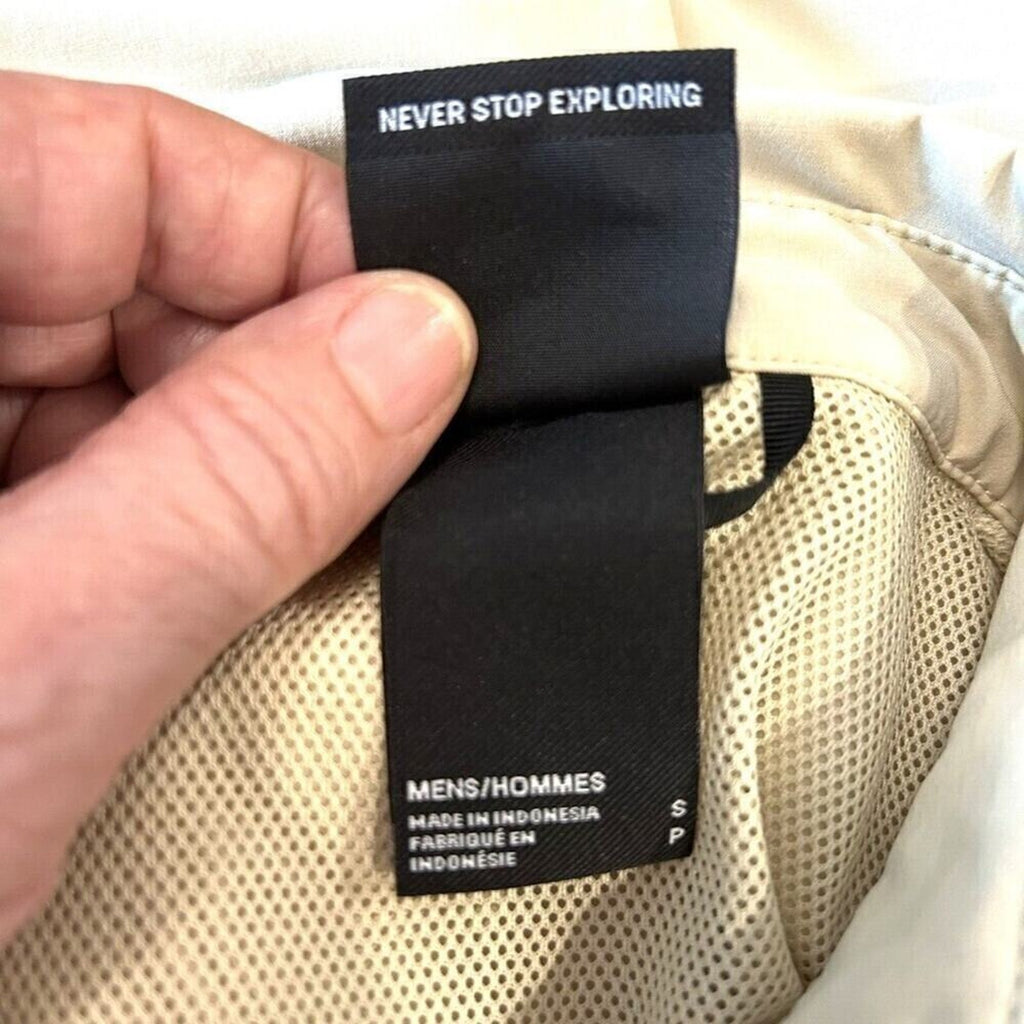 NEVER STOP EXPLORING
MENS/HOMMES
MADE IN INDONESIA
FABRIQUÉ EN
INDONÉSIE
S
P